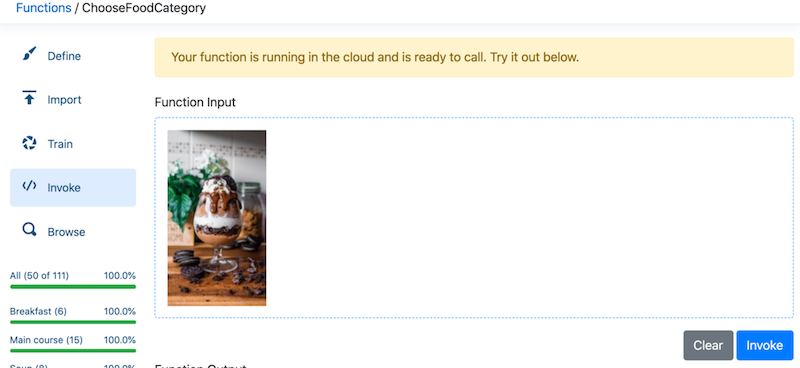 Functions / ChooseFoodCategory
Your function is running in the cloud and is ready to call. Try it out below.
Define
Import
Train
Invoke
Browse
All (50 of 111) 100.0%
Breakfast (6) 100.0%
Main course (15) 100.0%
Soup (8) 100.0%
Function Input
Clear
Invoke
Function Output